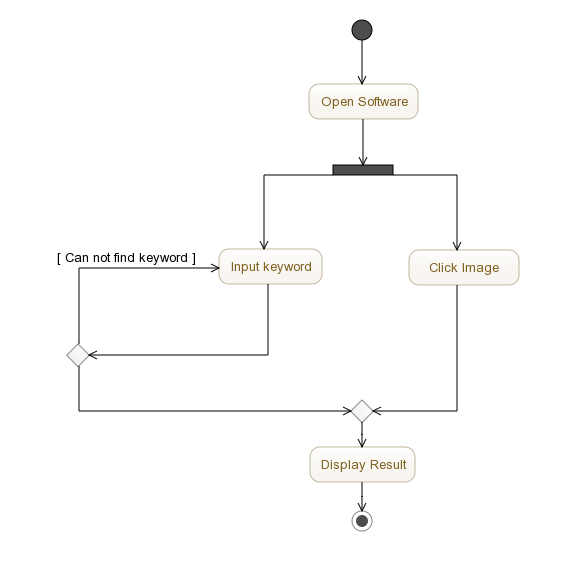 Open Software
[ Can not find keyword ]
Input keyword
Click Image
Display Result